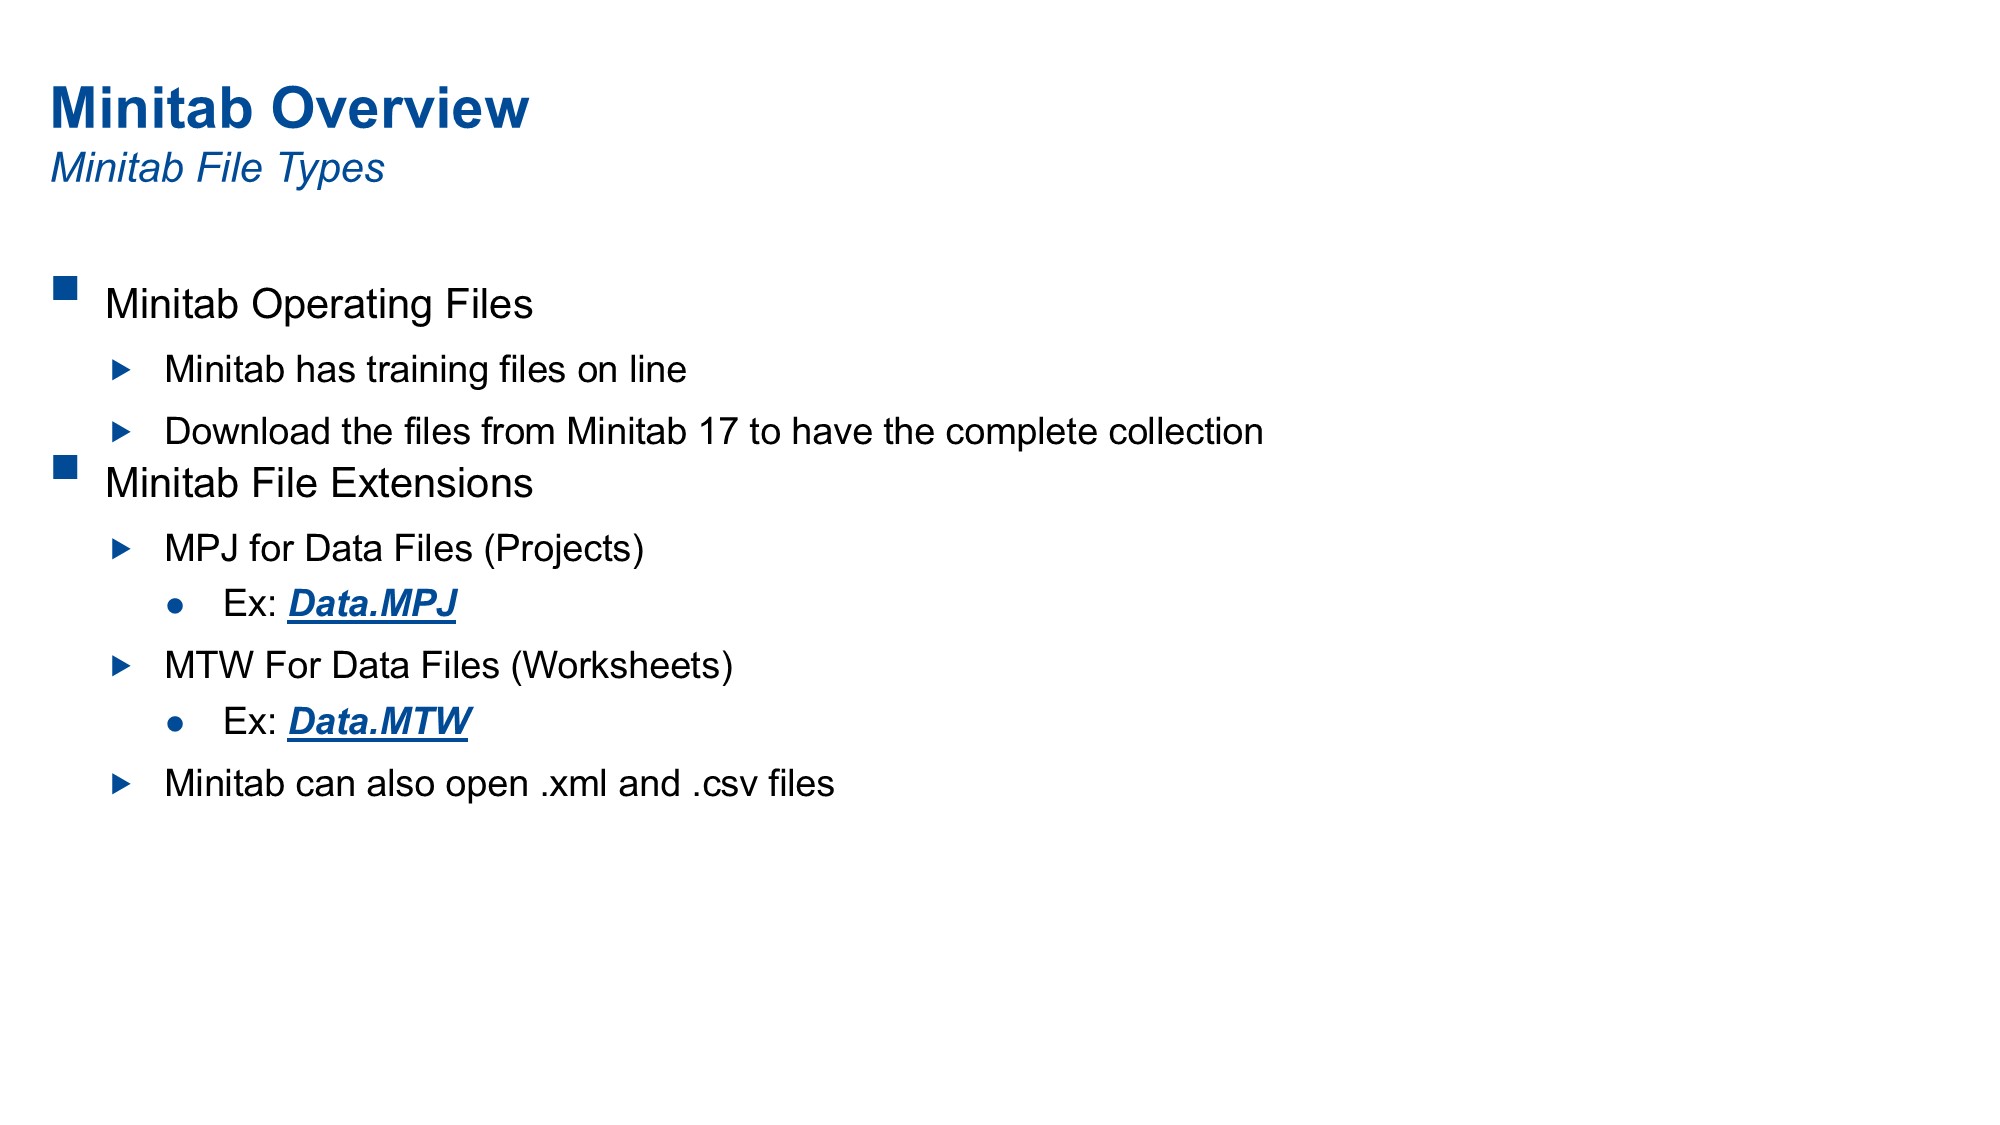 Minitab Overview
Minitab File Types
Minitab Operating Files
Minitab has training files on line
Download the files from Minitab 17 to have the complete collection
Minitab File Extensions
MPJ for Data Files (Projects)
Ex: Data.MPJ
MTW For Data Files (Worksheets)
Ex: Data.MTW
Minitab can also open .xml and .csv files